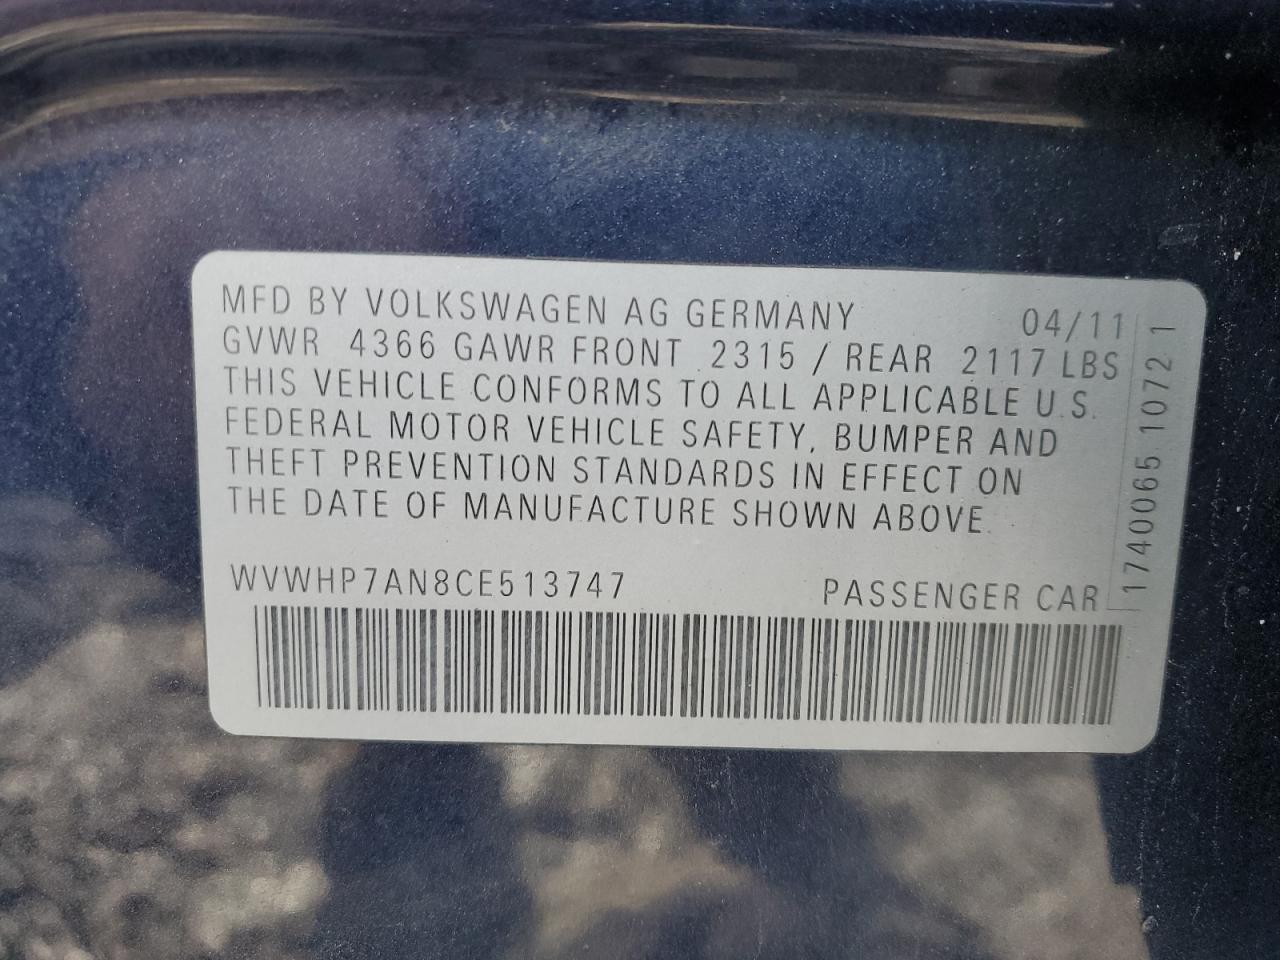 MFD BY VOLKSWAGEN AG GERMANY 04/11
GVWR 4366 GAWR FRONT 2315 / REAR 2117 LBS
THIS VEHICLE CONFORMS TO ALL APPLICABLE U.S.
FEDERAL MOTOR VEHICLE SAFETY, BUMPER AND
THEFT PREVENTION STANDARDS IN EFFECT ON
THE DATE OF MANUFACTURE SHOWN ABOVE.
WVWHP7AN8CE513747 PASSENGER CAR
1740065 1072 1